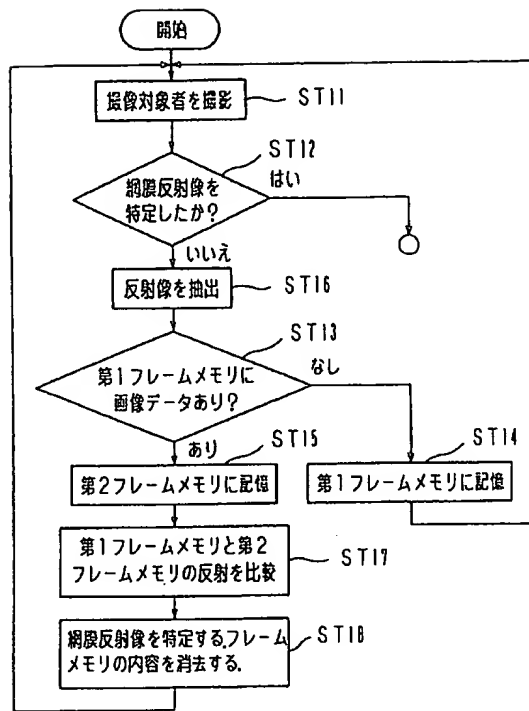 開始
撮像対象者を撮影
ST11
ST12
網膜反射像を
特定したか？
はい
いいえ
反射像を抽出
ST16
ST13
第1フレームメモリに
画像データあり？
なし
あり
ST15
ST14
第2フレームメモリに記憶
第1フレームメモリに記憶
第1フレームメモリと第2
フレームメモリの反射を比較
ST17
網膜反射像を特定する.フレーム
メモリの内容を消去する.
ST18